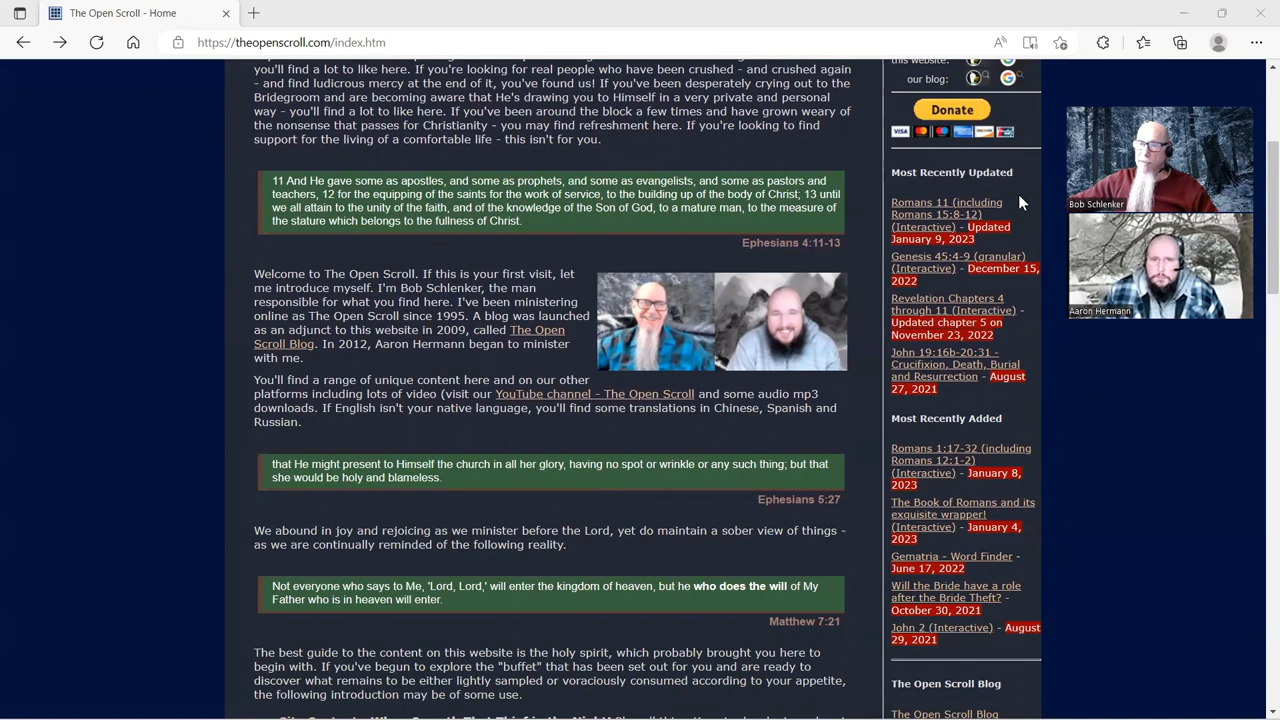 The Open Scroll - Home
https://theopenscroll.com/index.htm
you'll find a lot to like here. If you're looking for real people who have been crushed - and crushed again
- and find ludicrous mercy at the end of it, you've found us! If you've been desperately crying out to the
Bridegroom and are becoming aware that He's drawing you to Himself in a very private and personal
way - you'll find a lot to like here. If you've been around the block a few times and have grown weary of
the nonsense that passes for Christianity - you may find refreshment here. If you're looking to find
support for the living of a comfortable life - this isn't for you.
11 And He gave some as apostles, and some as prophets, and some as evangelists, and some as pastors and
teachers, 12 for the equipping of the saints for the work of service, to the building up of the body of Christ; 13 until
we all attain to the unity of the faith, and of the knowledge of the Son of God, to a mature man, to the measure of
the stature which belongs to the fullness of Christ.
Ephesians 4:11-13
Welcome to The Open Scroll. If this is your first visit, let
me introduce myself. I'm Bob Schlenker, the man
responsible for what you find here. I've been ministering
online as The Open Scroll since 1995. A blog was launched
as an adjunct to this website in 2009, called The Open
Scroll Blog. In 2012, Aaron Hermann began to minister
with me.
You'll find a range of unique content here and on our other
platforms including lots of video (visit our YouTube channel - The Open Scroll and some audio mp3
downloads. If English isn't your native language, you'll find some translations in Chinese, Spanish and
Russian.
that He might present to Himself the church in all her glory, having no spot or wrinkle or any such thing; but that
she would be holy and blameless.
Ephesians 5:27
We abound in joy and rejoicing as we minister before the Lord, yet do maintain a sober view of things -
as we are continually reminded of the following reality.
Not everyone who says to Me, 'Lord, Lord,' will enter the kingdom of heaven, but he who does the will of My
Father who is in heaven will enter.
Matthew 7:21
The best guide to the content on this website is the holy spirit, which probably brought you here to
begin with. If you've begun to explore the "buffet" that has been set out for you and are ready to
discover what remains to be either lightly sampled or voraciously consumed according to your appetite,
the following introduction may be of some use.
this website:
our blog:
Donate
VISA
Most Recently Updated
Romans 11 (including
Romans 15:8-12)
(Interactive) - Updated
January 9, 2023
Genesis 45:4-9 (granular)
(Interactive) - December 15,
2022
Revelation Chapters 4
through 11 (Interactive) -
Updated chapter 5 on
November 23, 2022
John 19:16b-20:31 -
Crucifixion, Death, Burial
and Resurrection - August
27, 2021
Most Recently Added
Romans 1:17-32 (including
Romans 12:1-2)
(Interactive) - January 8,
2023
The Book of Romans and its
exquisite wrapper!
(Interactive) - January 4,
2023
Gematria - Word Finder -
June 17, 2022
Will the Bride have a role
after the Bride Theft? -
October 30, 2021
John 2 (Interactive) - August
29, 2021
The Open Scroll Blog
The Open Scroll Blog
Bob Schlenker
Aaron Hermann